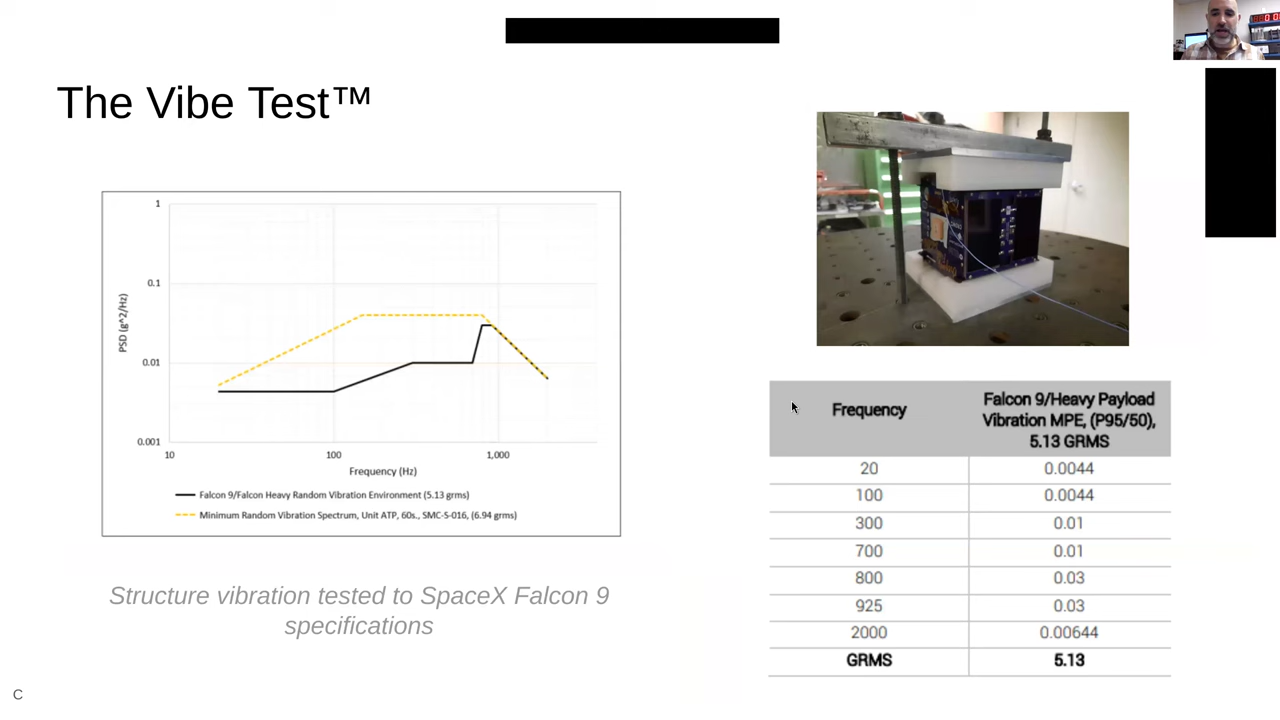 The Vibe Test™
1
0.1
0.01
0.001
PSD (g^2/Hz)
10
100
1,000
Frequency (Hz)
Falcon 9/Falcon Heavy Random Vibration Environment (5.13 grms)
Minimum Random Vibration Spectrum, Unit ATP, 60s., SMC-S-016, (6.94 grms)
Structure vibration tested to SpaceX Falcon 9
specifications
Frequency
Falcon 9/Heavy Payload
Vibration MPE, (P95/50),
5.13 GRMS
20 0.0044
100 0.0044
300 0.01
700 0.01
800 0.03
925 0.03
2000 0.00644
GRMS 5.13
C